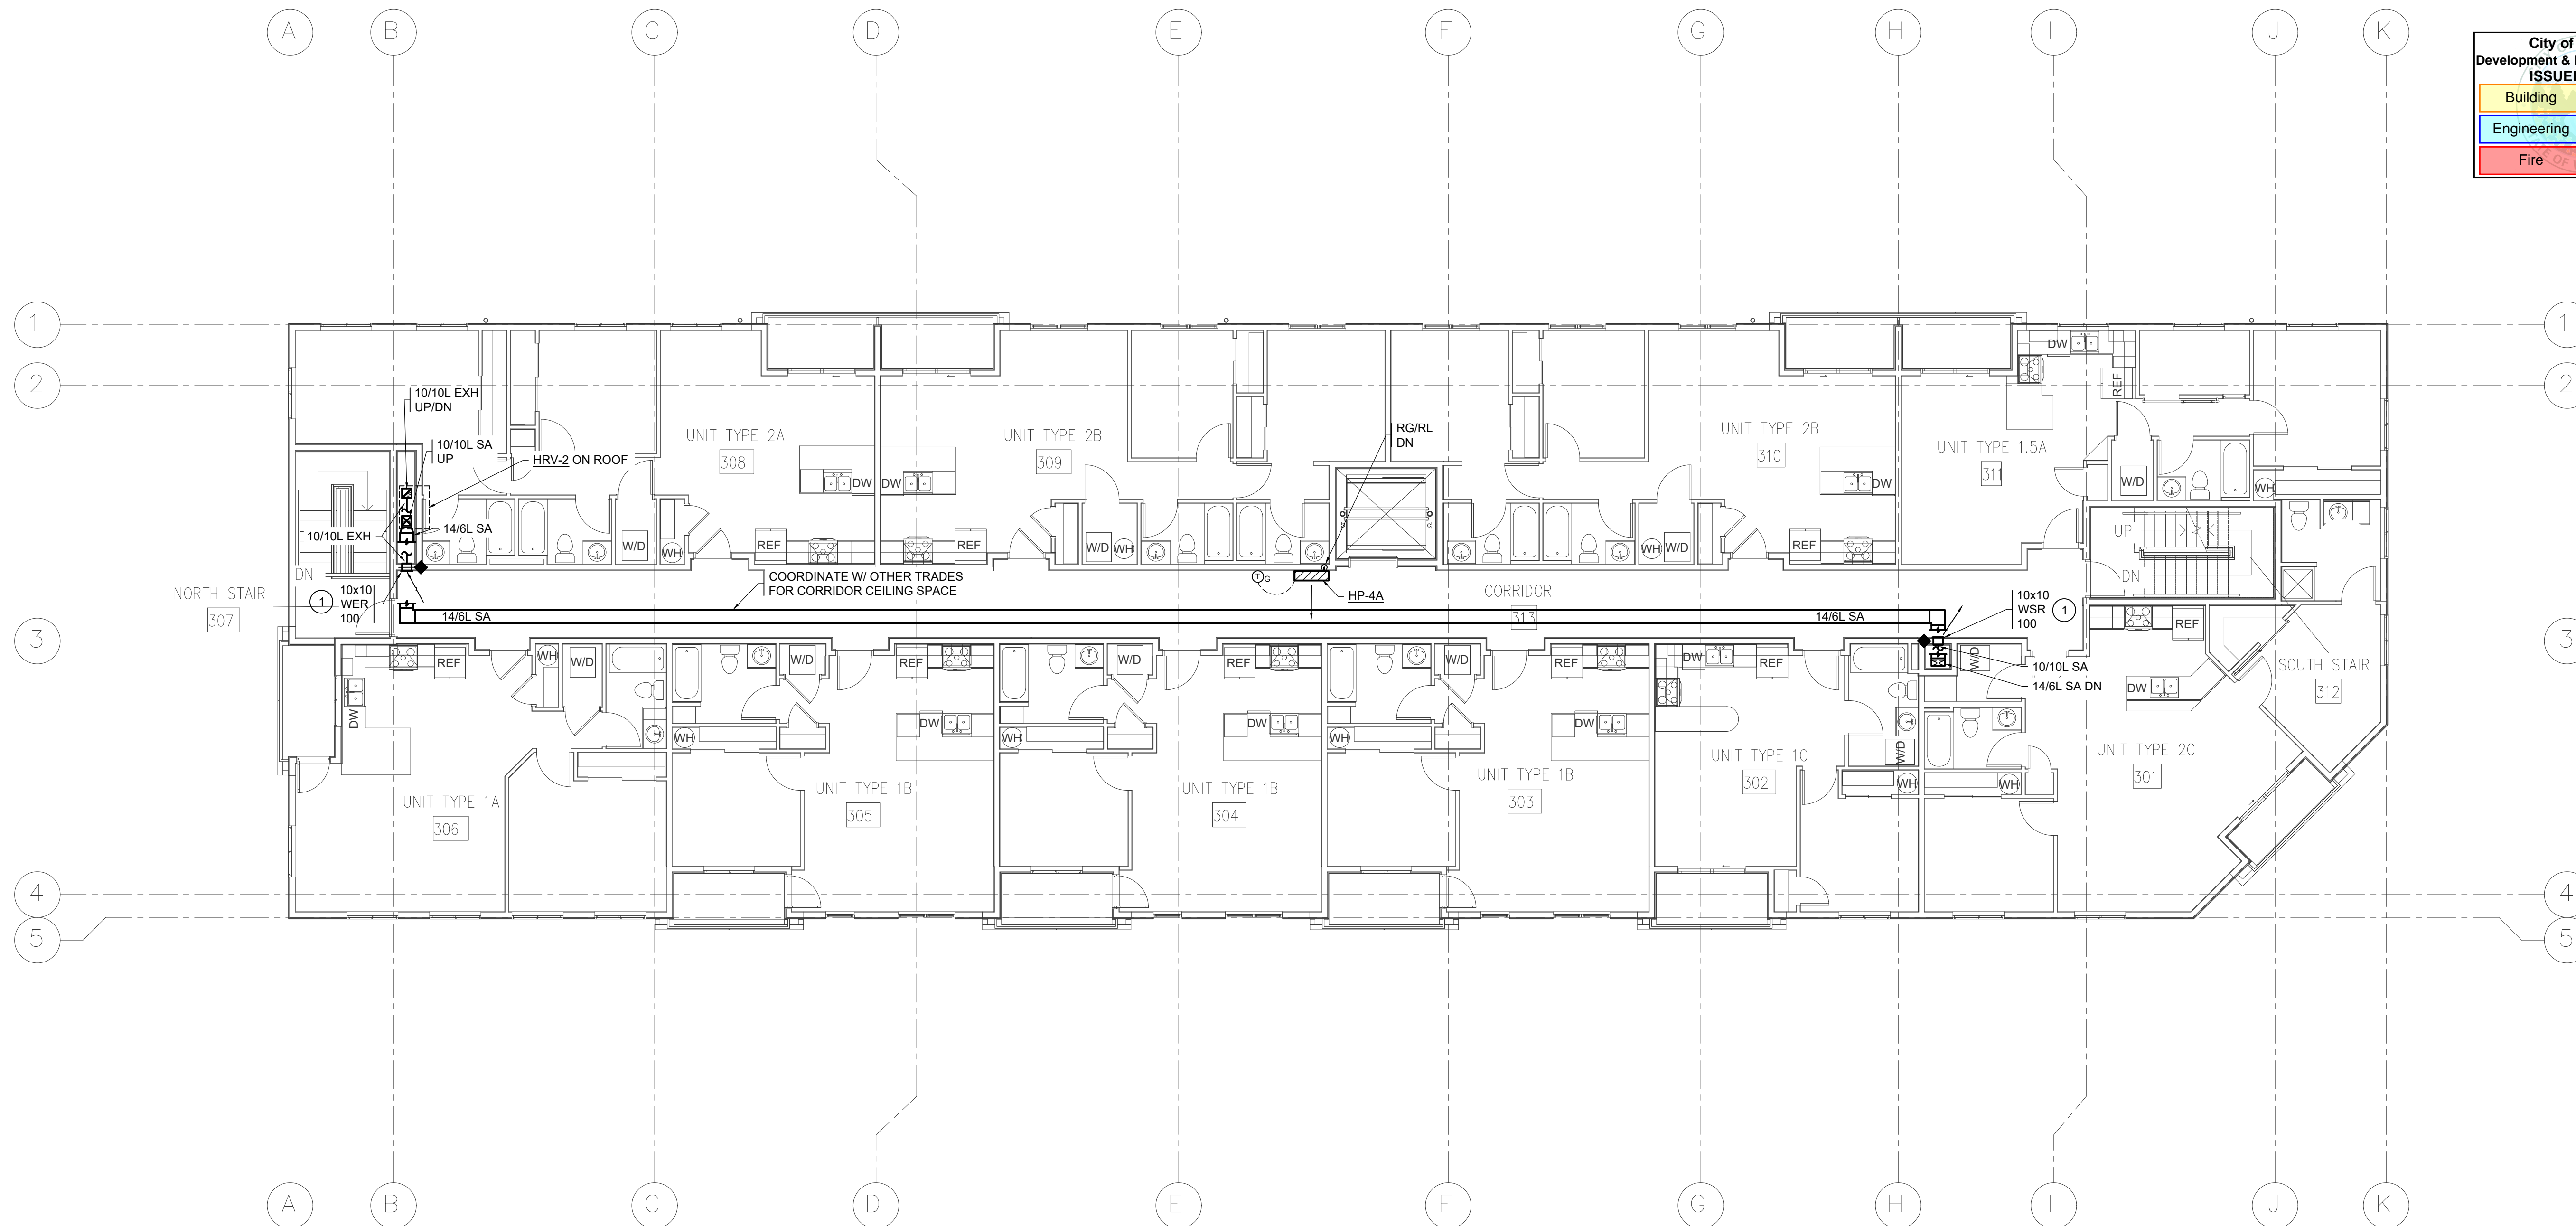 A B C D E F G H I J K
City of
Development &
ISSUE
Building
Engineering
Fire
1 1
2 2
10/10L EXH
UP/DN
10/10L SA
UP
HRV-2 ON ROOF
14/6L SA
10/10L EXH
UNIT TYPE 2A
308
DW
REF
W/D
WH
UNIT TYPE 2B
309
DW
REF
W/D
WH
RG/RL
DN
UNIT TYPE 2B
310
DW
REF
WH
W/D
UNIT TYPE 1.5A
311
DW
REF
W/D
WH
UP
DN
DN
NORTH STAIR
307
1
10x10
WER
100
COORDINATE W/ OTHER TRADES
FOR CORRIDOR CEILING SPACE
T G
HP-4A
CORRIDOR
313
14/6L SA
14/6L SA
10x10
WSR
100
1
3 3
10/10L SA
14/6L SA DN
SOUTH STAIR
312
REF
WH
W/D
DW
UNIT TYPE 1A
306
W/D
REF
DW
WH
UNIT TYPE 1B
305
W/D
REF
DW
WH
UNIT TYPE 1B
304
W/D
REF
DW
WH
UNIT TYPE 1B
303
DW
REF
W/D
WH
UNIT TYPE 1C
302
W/D
REF
DW
WH
UNIT TYPE 2C
301
4 4
5 5
A B C D E F G H I J K